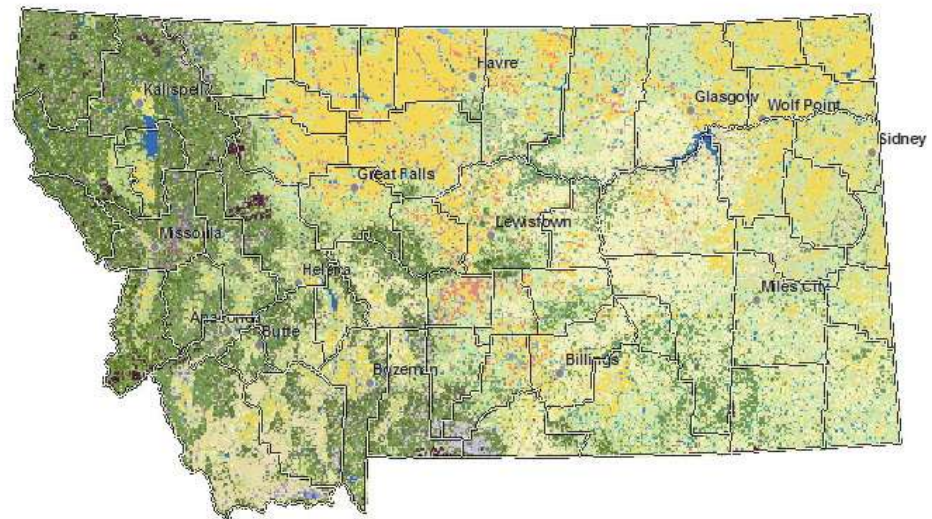 Havre
Kalispell
Glasgow
Wolf Point
Sidney
Great Falls
Lewistown
Missoula
Helena
Miles City
Anaconda
Butte
Billings
Bozeman